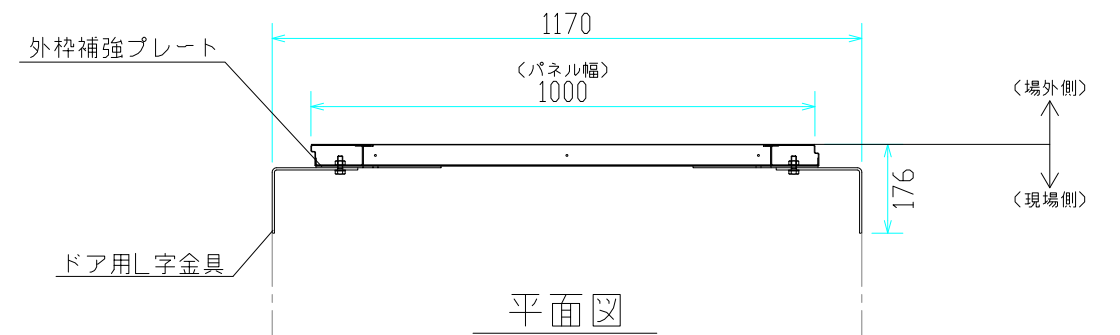 1170
外枠補強プレート
(パネル幅)
1000
(場外側)
176
(現場側)
ドア用L字金具
平面図